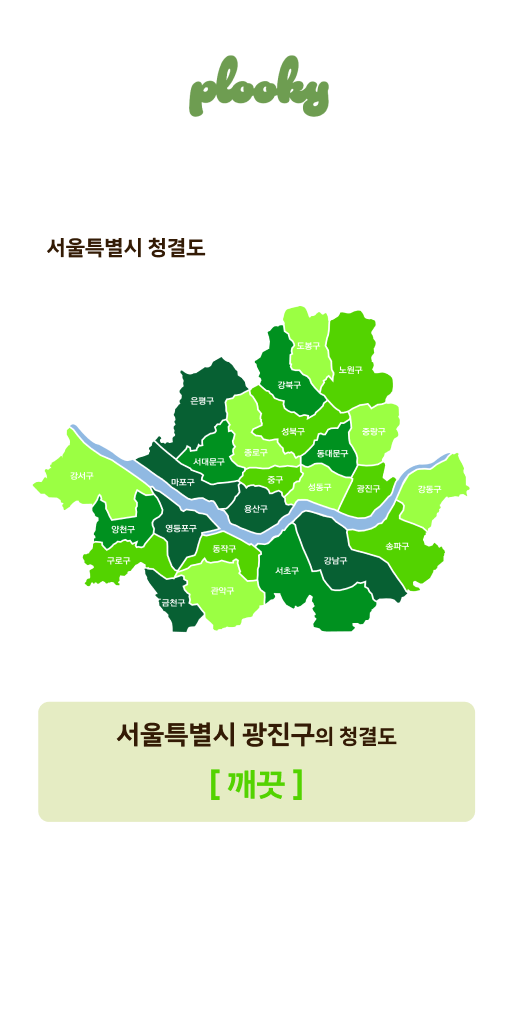 plooky
서울특별시 청결도
도봉구
노원구
강북구
은평구
성북구
중랑구
종로구
동대문구
서대문구
강서구
마포구
중구
성동구
광진구
강동구
용산구
양천구
영등포구
동작구
송파구
구로구
서초구
강남구
관악구
금천구
서울특별시 광진구의 청결도
[ 깨끗 ]